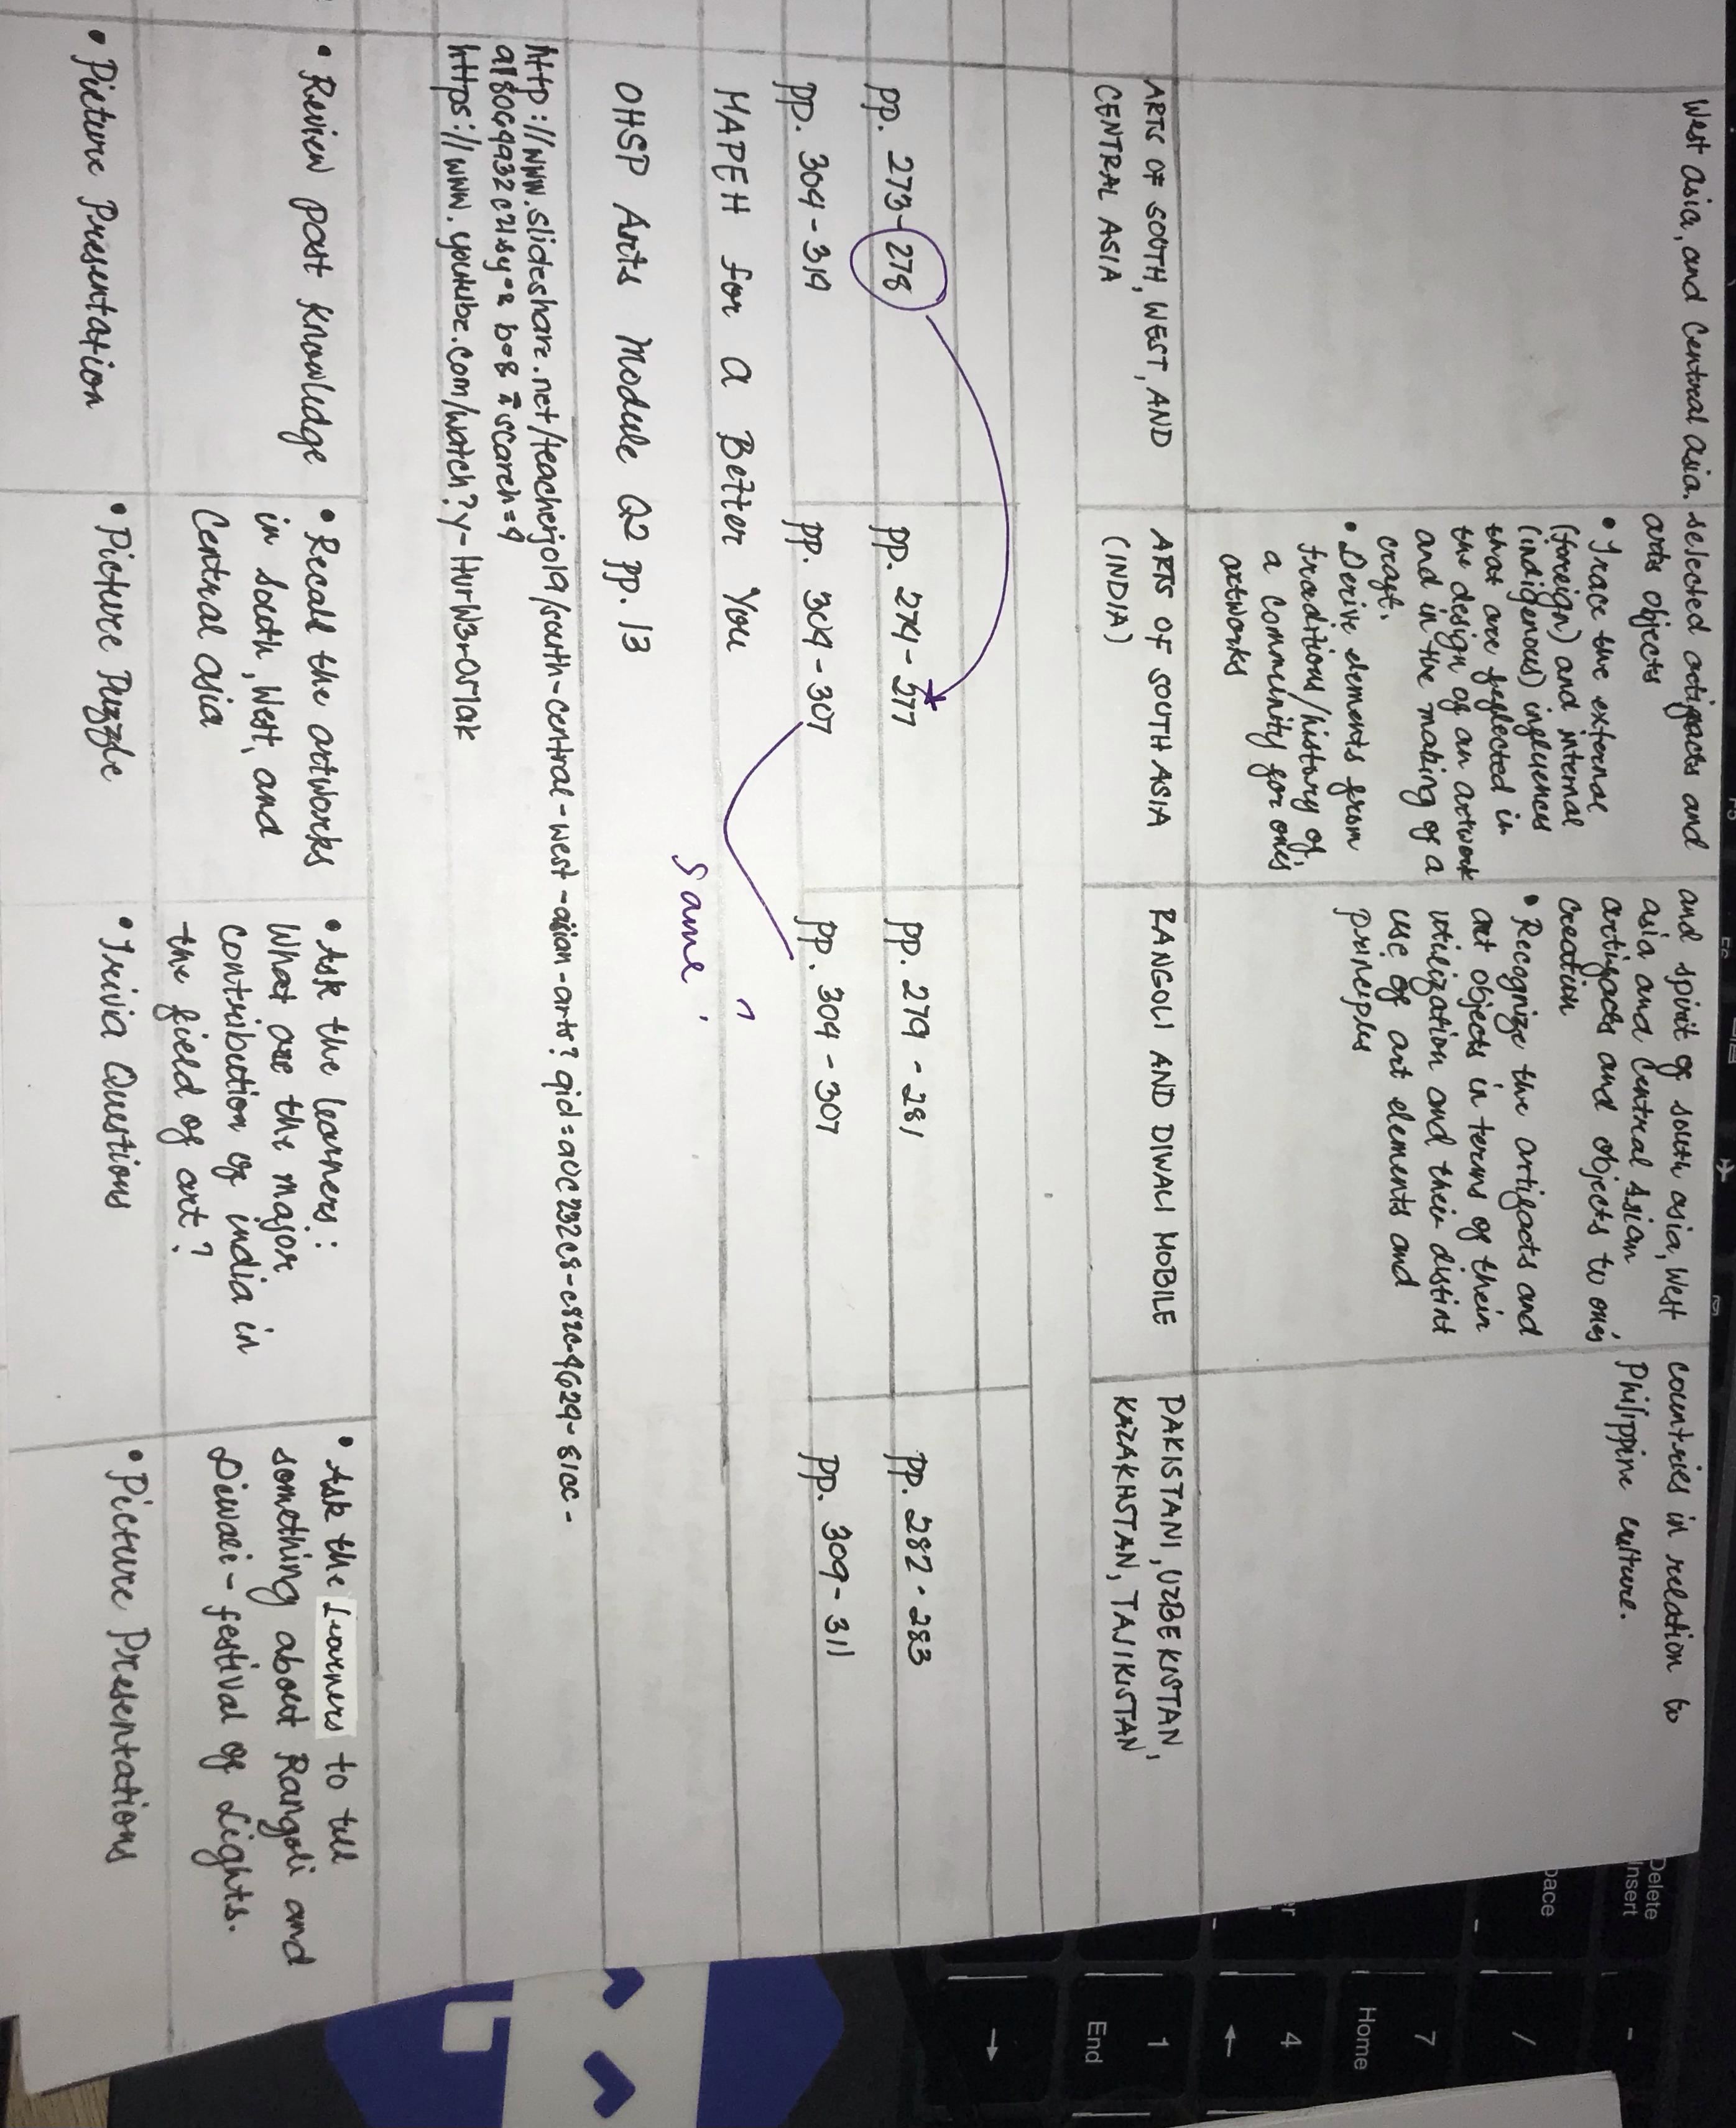 West asia, and Central asia.
selected artifacts and
arts objects
• Trace the external
(foreign) and internal
(indigenous) influences
that are reflected in
the design of an artwork
and in the making of a
craft.
• Derive elements from
traditions/history of
a community for one's
artworks
and spirit of south asia, West
asia and Central Asian
artifacts and objects to one's
creation
• Recognize the artifacts and
art objects in terms of their
utilization and their distint
use of art elements and
principles
countries in relation to
Philippine culture.
ARTS OF SOUTH, WEST, AND
CENTRAL ASIA
ARTS OF SOUTH ASIA
(INDIA)
RANGOLI AND DIWALI MOBILE
PAKISTANI, UZBEKISTAN,
KAZAKHSTAN, TAJIKISTAN
pp. 273-278
pp. 274-277
pp. 279-281
pp. 282-283
pp. 304-319
pp. 304-307
pp. 304-307
pp. 309-311
same ?
MAPEH for a Better You
OHSP Arts Module Q2 pp. 13
http://www.slideshare.net/teacherjo19/south-central-west-asian-arts?qid=
https://www.youtube.com/watch?
• Review past knowledge
• Recall the artworks
in South, West, and
Central asia
• Ask the learners:
What are the major
contribution of india in
the field of art?
• Ask the Learners to tell
something about Rangoli and
Diwali-festival of Lights.
• Picture Presentation
• Picture Puzzle
• Trivia Questions
• Picture Presentations
Delete
Insert
-
/
7
Home
4
←
1
End
→